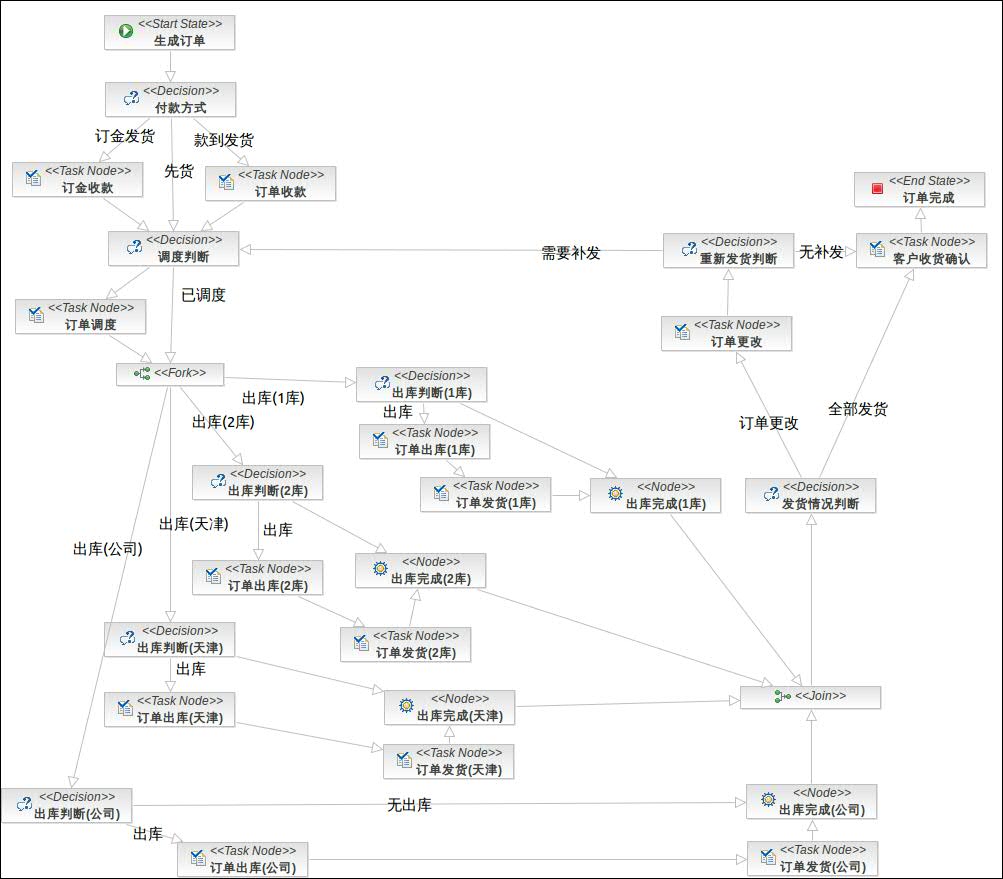 <<Start State>>
生成订单
<<Decision>>
付款方式
订金发货
款到发货
先货
<<Task Node>>
订金收款
<<Task Node>>
订单收款
<<End State>>
订单完成
<<Decision>>
调度判断
需要补发
<<Decision>>
重新发货判断
无补发
<<Task Node>>
客户收货确认
已调度
<<Task Node>>
订单调度
<<Task Node>>
订单更改
<<Fork>>
<<Decision>>
出库判断(1库)
出库(1库)
出库
出库(2库)
订单更改
全部发货
<<Task Node>>
订单出库(1库)
<<Decision>>
出库判断(2库)
<<Task Node>>
订单发货(1库)
<<Node>>
出库完成(1库)
<<Decision>>
发货情况判断
出库(天津)
出库
出库(公司)
<<Task Node>>
订单出库(2库)
<<Node>>
出库完成(2库)
<<Decision>>
出库判断(天津)
<<Task Node>>
订单发货(2库)
出库
<<Task Node>>
订单出库(天津)
<<Node>>
出库完成(天津)
<<Join>>
<<Task Node>>
订单发货(天津)
<<Decision>>
出库判断(公司)
无出库
<<Node>>
出库完成(公司)
出库
<<Task Node>>
订单出库(公司)
<<Task Node>>
订单发货(公司)